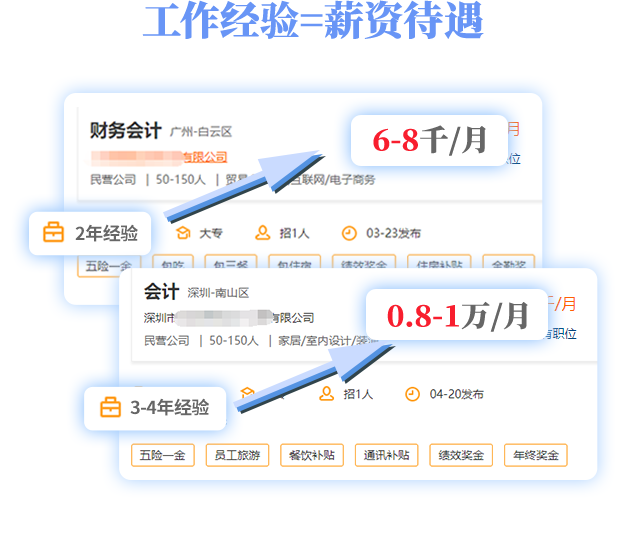 工作经验=薪资待遇
财务会计 广州-白云区
6-8千/月
月
有限公司
职位
民营公司 | 50-150人 | 贸易 互联网/电子商务
2年经验
大专 招1人 03-23发布
五险一金 包吃 包三餐 包住宿 绩效奖金 住房补贴 全勤奖
会计 深圳-南山区
0.8-1万/月
千/月
深圳市 有限公司
有职位
民营公司 | 50-150人 | 家居/室内设计/装潢
3-4年经验
招1人 04-20发布
五险一金 员工旅游 餐饮补贴 通讯补贴 绩效奖金 年终奖金